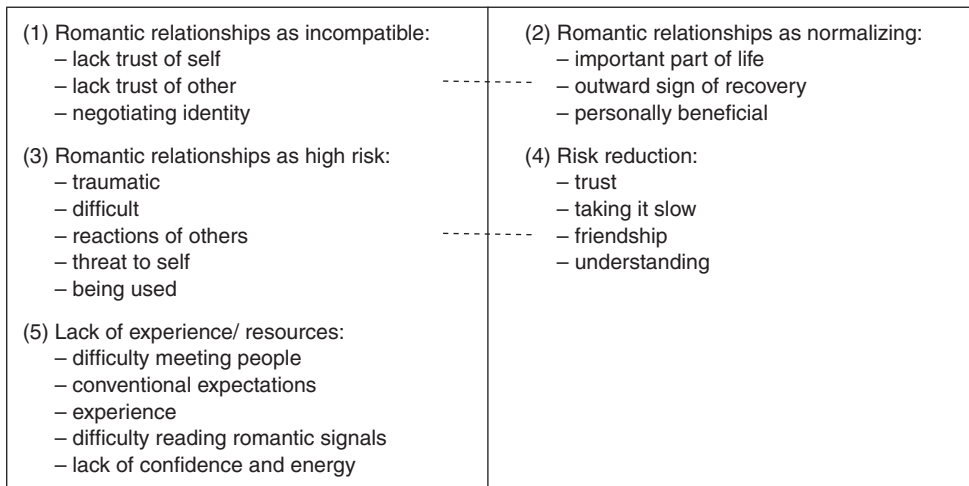 (1) Romantic relationships as incompatible:
– lack trust of self
– lack trust of other
– negotiating identity
(2) Romantic relationships as normalizing:
– important part of life
– outward sign of recovery
– personally beneficial
(3) Romantic relationships as high risk:
– traumatic
– difficult
– reactions of others
– threat to self
– being used
(4) Risk reduction:
– trust
– taking it slow
– friendship
– understanding
(5) Lack of experience/ resources:
– difficulty meeting people
– conventional expectations
– experience
– difficulty reading romantic signals
– lack of confidence and energy